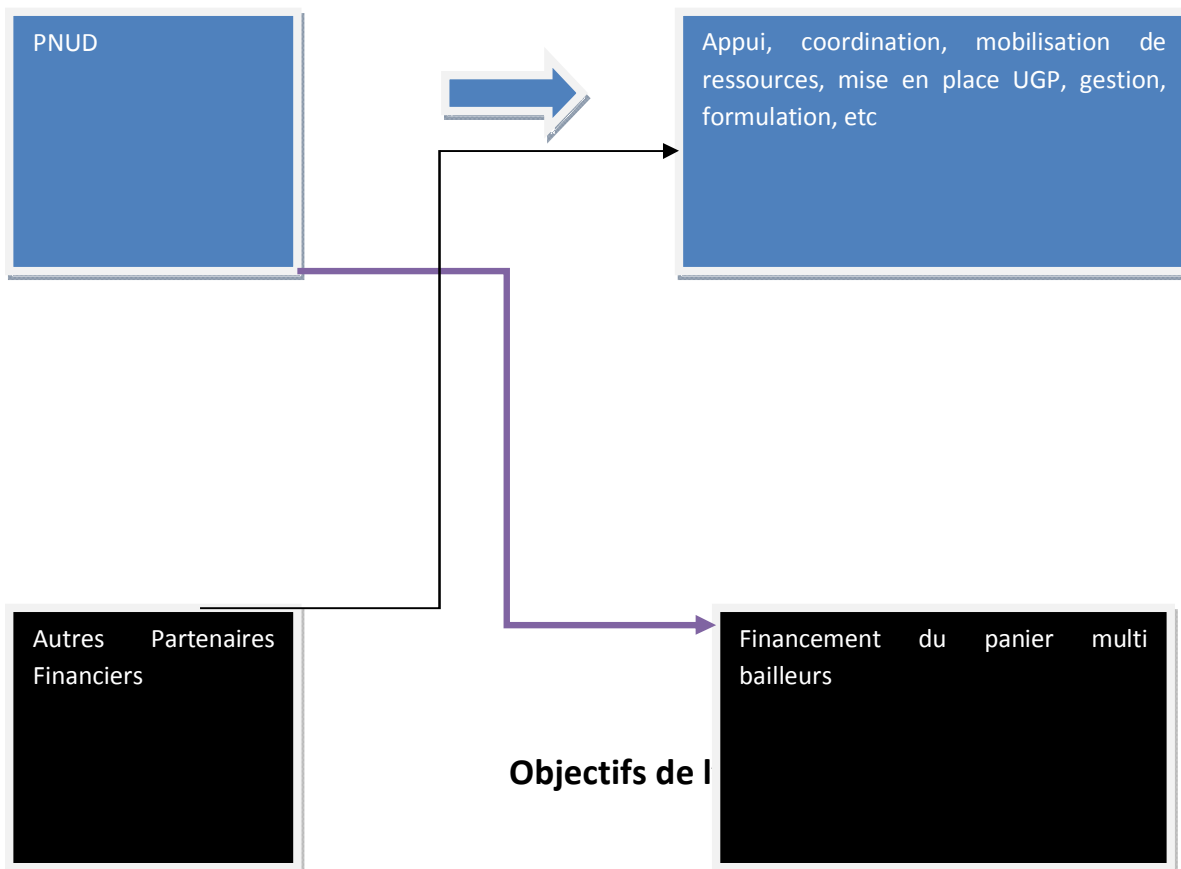 PNUD
Appui, coordination, mobilisation de
ressources, mise en place UGP, gestion,
formulation, etc
Autres Partenaires
Financiers
Financement du panier multi
bailleurs
Objectifs de l